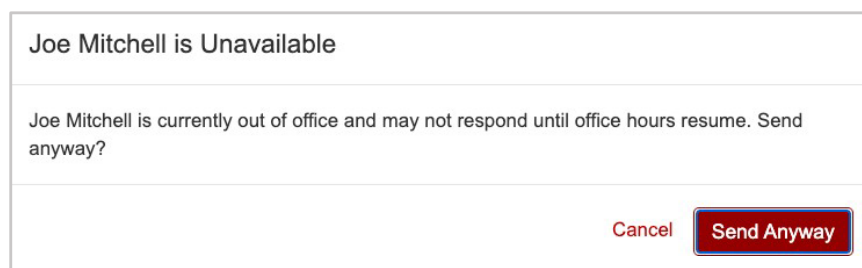 Joe Mitchell is Unavailable
Joe Mitchell is currently out of office and may not respond until office hours resume. Send
anyway?
Cancel
Send Anyway